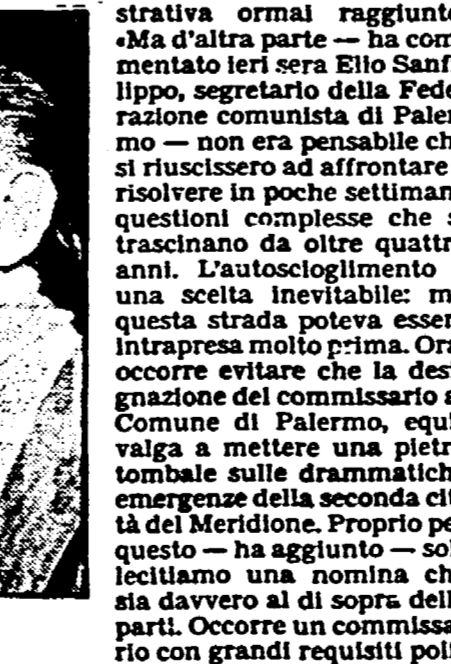 strativa ormai raggiunto
«Ma d'altra parte — ha com
mentato ieri sera Elio Sanfi
lippo, segretario della Fede
razione comunista di Paler
mo — non era pensabile ch
si riuscissero ad affrontare
risolvere in poche settiman
questioni complesse che s
trascinano da oltre quattr
anni. L'autoscioglimento
una scelta inevitabile: m
questa strada poteva esser
intrapresa molto prima. Ora
occorre evitare che la desi
gnazione del commissario a
Comune di Palermo, equi
valga a mettere una pietr
tombale sulle drammatich
emergenze della seconda cit
tà del Meridione. Proprio pe
questo — ha aggiunto — sol
lecitiamo una nomina ch
sia davvero al di sopra dell
parti. Occorre un commissa
rio con grandi requisiti poli